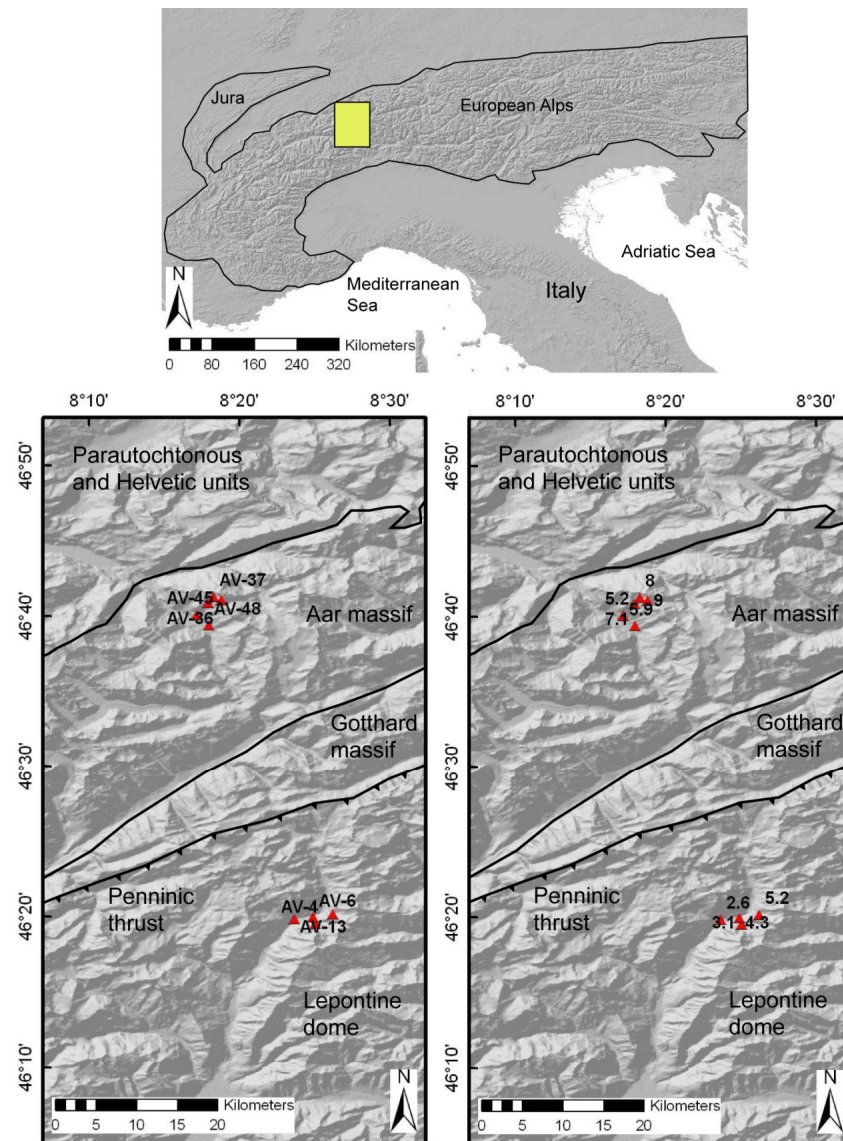 Jura
European Alps
Adriatic Sea
Mediterranean
Sea
Italy
N
Kilometers
0 80 160 240 320
8°10' 8°20' 8°30'
46°50'
46°40'
46°30'
46°20'
46°10'
Parautochtonous
and Helvetic units
AV-37
AV-45
AV-48
AV-36
Aar massif
Gotthard
massif
Penninic
thrust
AV-4 AV-6
AV-13
Lepontine
dome
N
Kilometers
0 5 10 15 20
8°10' 8°20' 8°30'
46°50'
46°40'
46°30'
46°20'
46°10'
Parautochtonous
and Helvetic units
8
5.2 9
5.9
7.1
Aar massif
Gotthard
massif
Penninic
thrust
2.6 5.2
3.1 4.3
Lepontine
dome
N
Kilometers
0 5 10 15 20